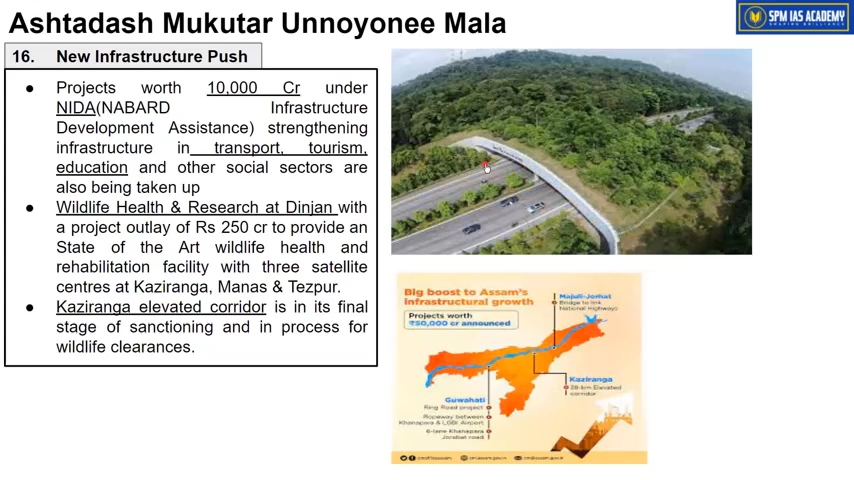 Ashtadash Mukutar Unnoyonee Mala
SPM IAS ACADEMY
SHAPING BRILLIANCE
16. New Infrastructure Push
● Projects worth 10,000 Cr under
NIDA(NABARD Infrastructure
Development Assistance) strengthening
infrastructure in transport, tourism,
education and other social sectors are
also being taken up
● Wildlife Health & Research at Dinjan with
a project outlay of Rs 250 cr to provide an
State of the Art wildlife health and
rehabilitation facility with three satellite
centres at Kaziranga, Manas & Tezpur.
● Kaziranga elevated corridor is in its final
stage of sanctioning and in process for
wildlife clearances.
Big boost to Assam's
infrastructural growth
Projects worth
₹50,000 cr announced
Majuli-Jorhat
Bridge to link
National highways
Kaziranga
Elevated
corridor
Guwahati
Ring Road project
Ropeway between
Khanapara & LGBI Airport
6-lane Khanapara
Jorabat road